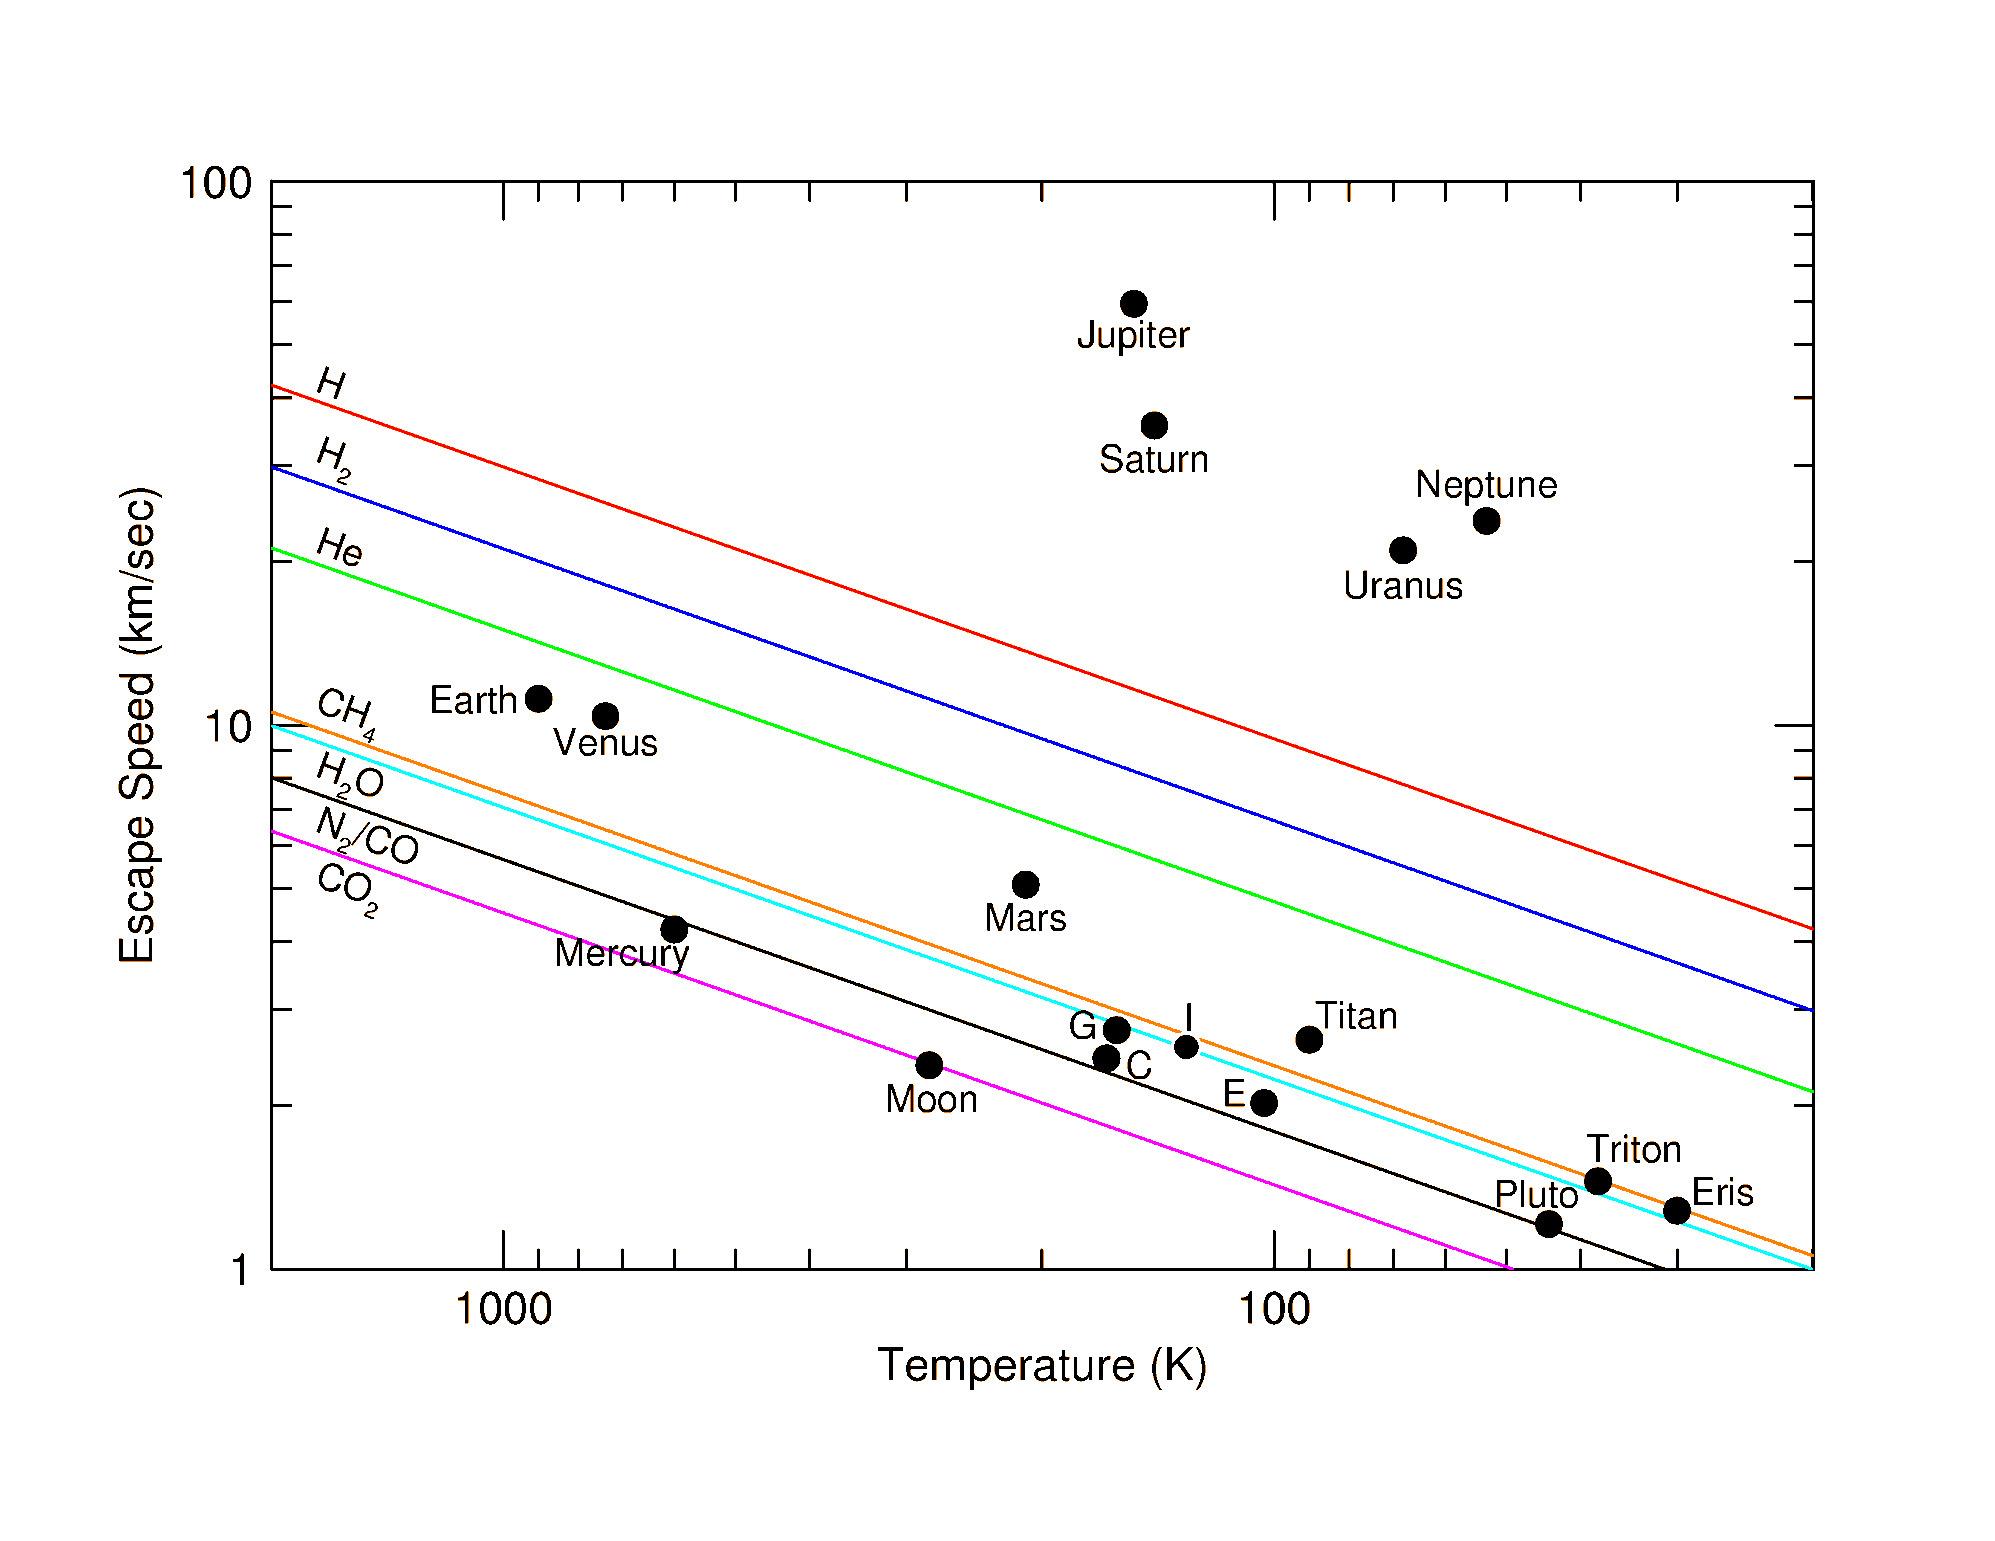 100
Jupiter
H
Saturn
H₂
Neptune
He
Uranus
Earth
CH₄
10
Venus
H₂O
N₂/CO
CO₂
Mars
Mercury
Escape Speed (km/sec)
G
I
Titan
C
Moon
E
Triton
Pluto
Eris
1
1000
100
Temperature (K)